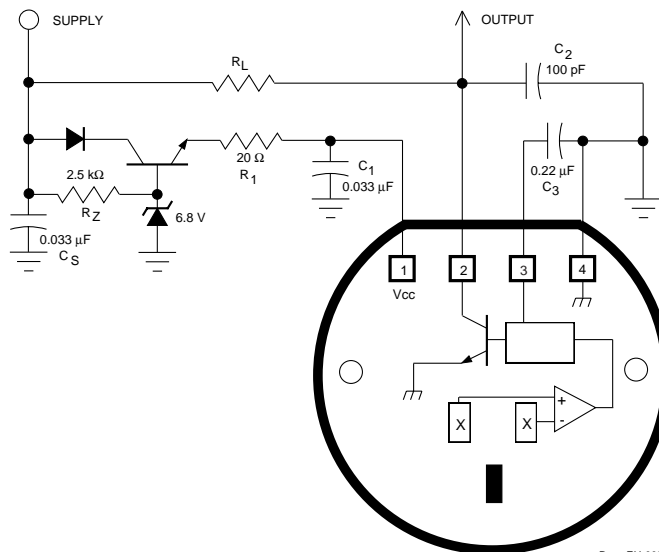 SUPPLY
OUTPUT
R L
C 2
100 pF
20 Ω
R 1
C 1
0.033 µF
0.22 µF
C 3
2.5 kΩ
R Z
6.8 V
0.033 µF
C S
1
2
3
4
Vcc
+
-
X
X